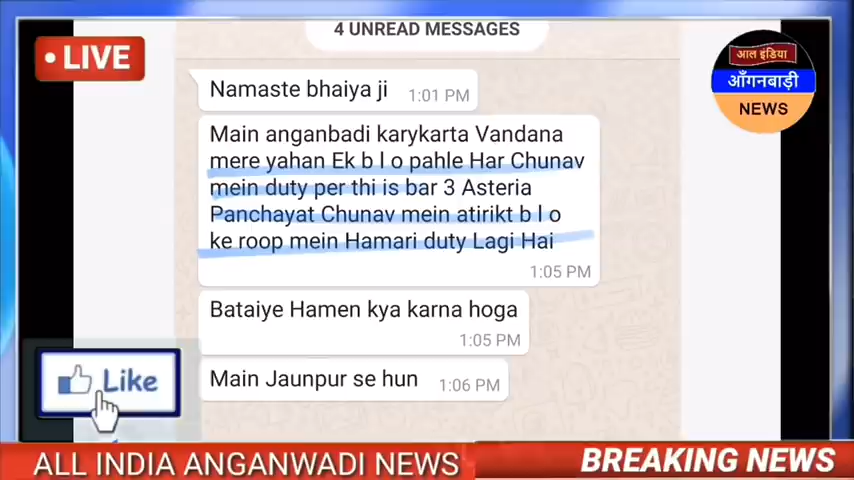 4 UNREAD MESSAGES
• LIVE
आल इंडिया
आँगनबाड़ी
NEWS
Namaste bhaiya ji 1:01 PM
Main anganbadi karykarta Vandana
mere yahan Ek b l o pahle Har Chunav
mein duty per thi is bar 3 Asteria
Panchayat Chunav mein atirikt b l o
ke roop mein Hamari duty Lagi Hai
1:05 PM
Bataiye Hamen kya karna hoga
1:05 PM
Main Jaunpur se hun 1:06 PM
Like
ALL INDIA ANGANWADI NEWS
BREAKING NEWS